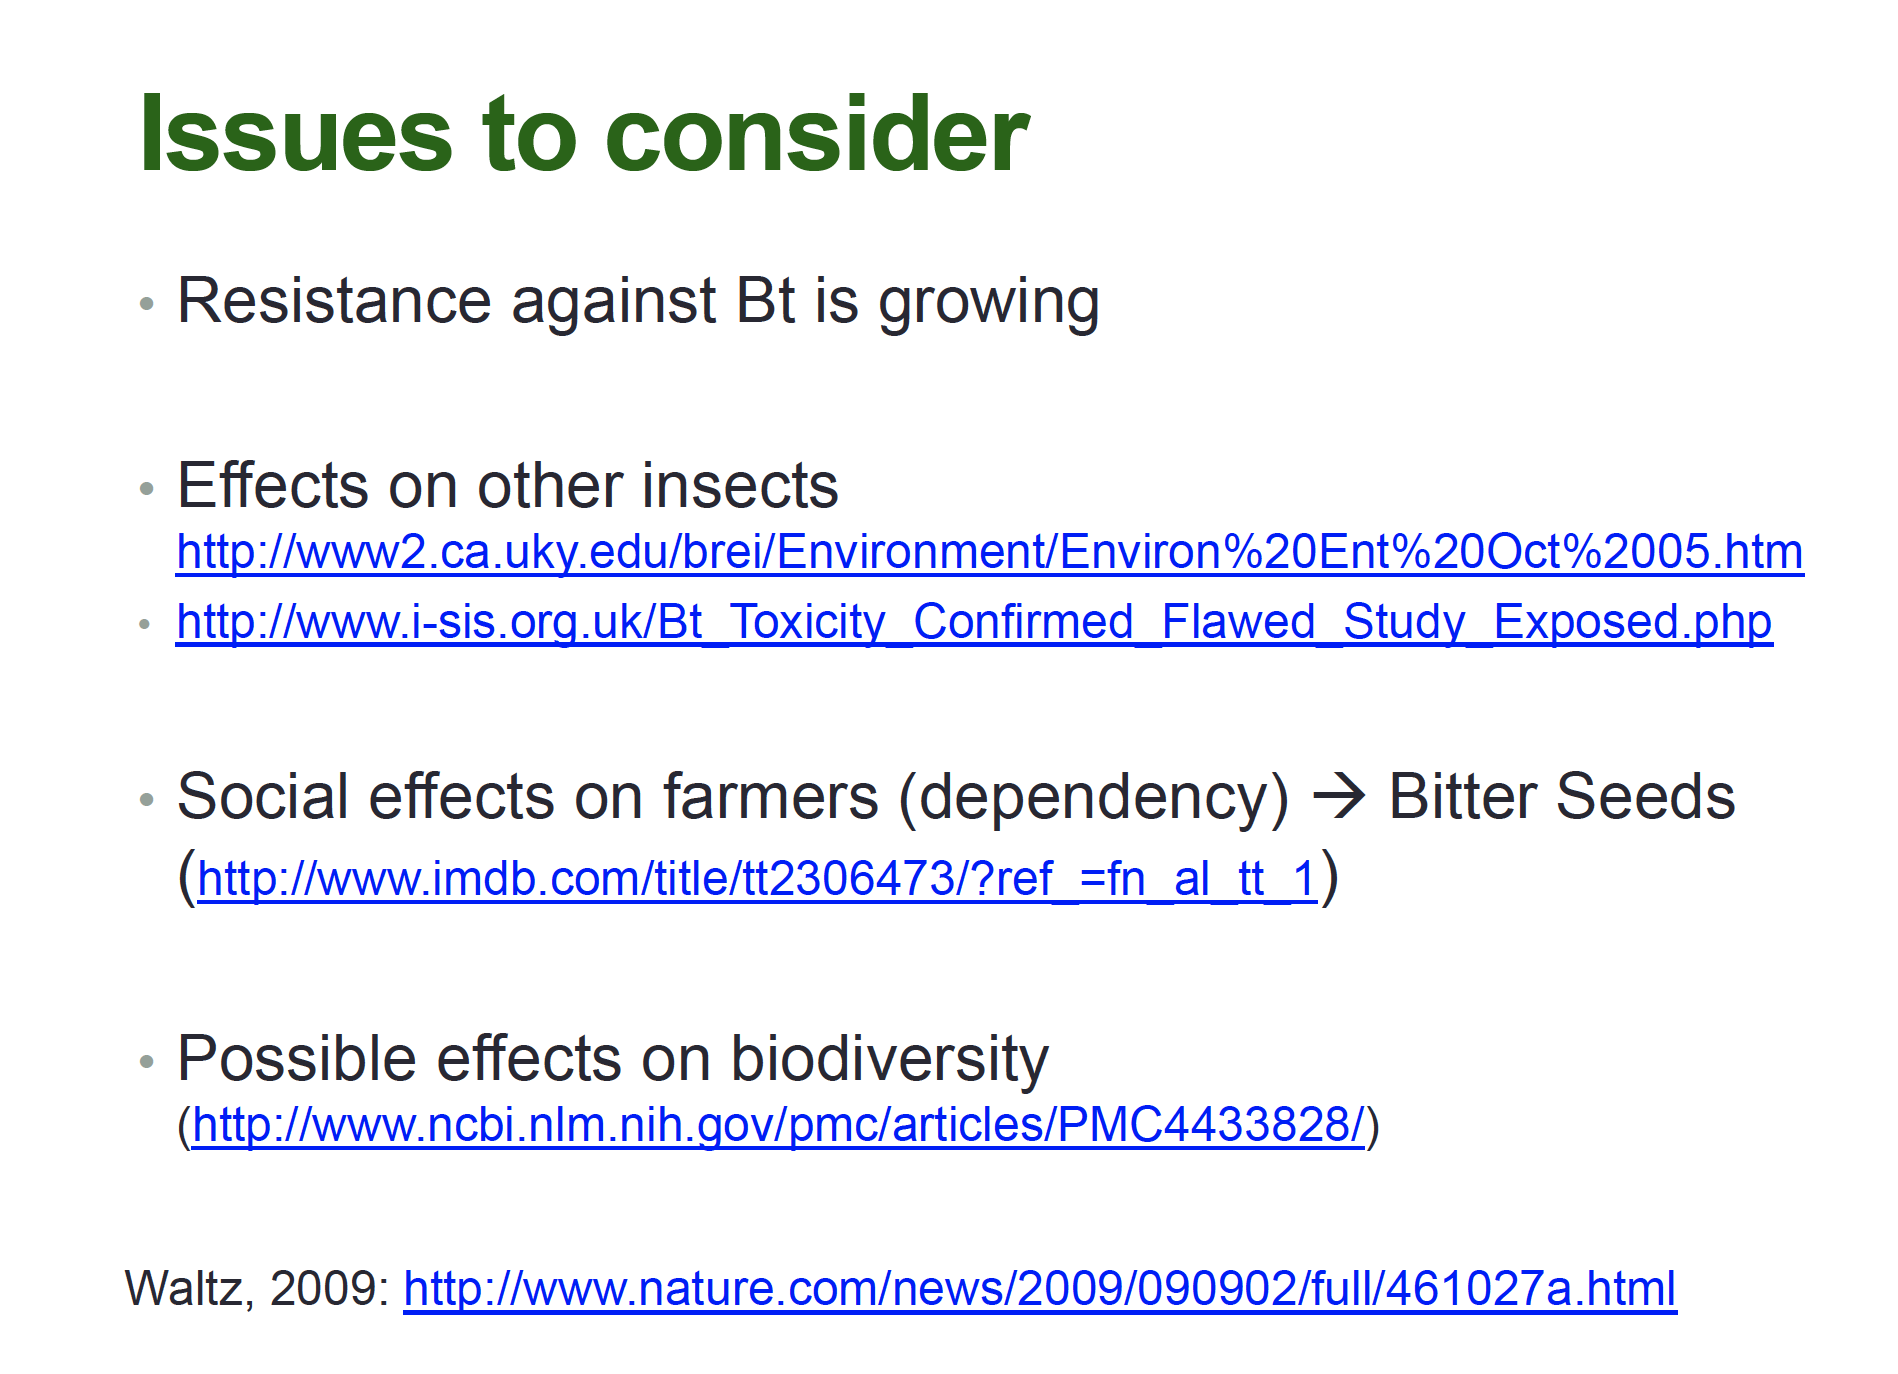 Issues to consider
• Resistance against Bt is growing
• Effects on other insects
http://www2.ca.uky.edu/brei/Environment/Environ%20Ent%20Oct%2005.htm
• http://www.i-sis.org.uk/Bt_Toxicity_Confirmed_Flawed_Study_Exposed.php
• Social effects on farmers (dependency) → Bitter Seeds
(http://www.imdb.com/title/tt2306473/?ref_=fn_al_tt_1)
• Possible effects on biodiversity
(http://www.ncbi.nlm.nih.gov/pmc/articles/PMC4433828/)
Waltz, 2009: http://www.nature.com/news/2009/090902/full/461027a.html